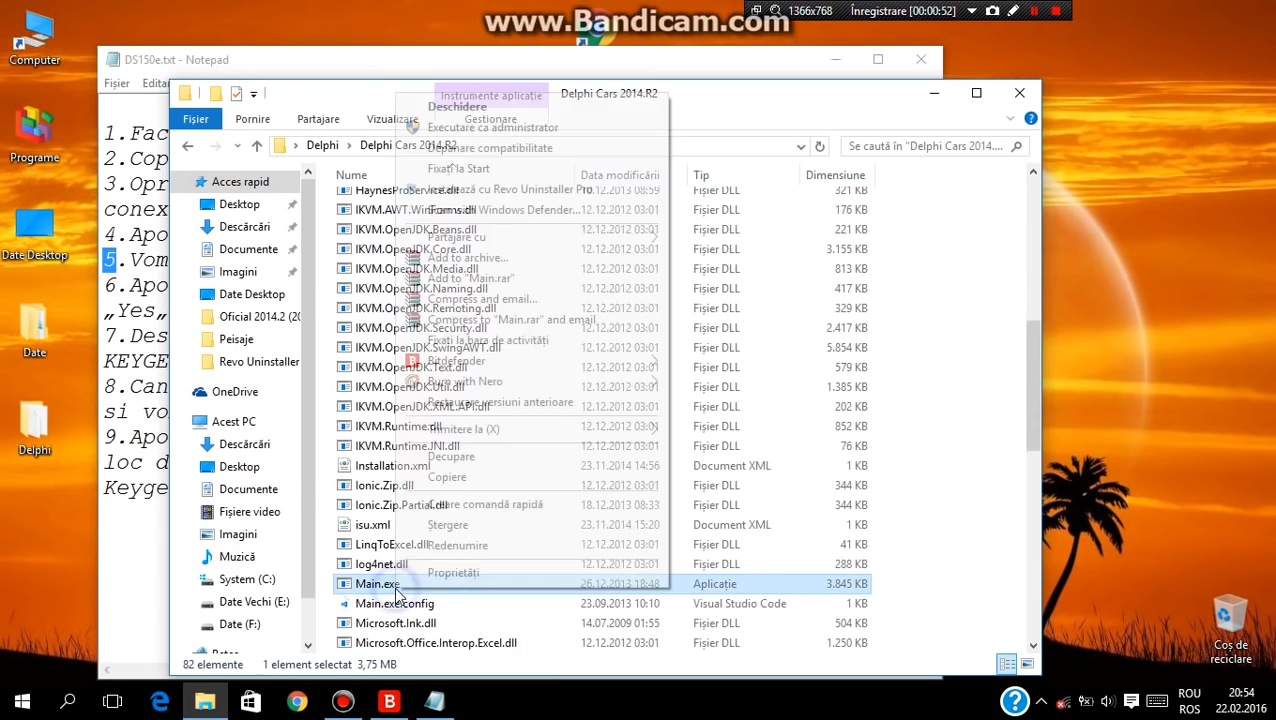 www.Bandicam.com
1366x768 Înregistrare [00:00:52]
Computer
Programe
Date Desktop
Date
Delphi
Coș de reciclare
DS150e.txt - Notepad
Fișier Editar
1.Fac
2.Cop
3.Opr
conex
4.Apo
5.Vom
6.Apo
„Yes„
7.Des
KEYGE
8.Can
si vo
9.Apo
loc d
Keyge
Instrumente aplicație
Delphi Cars 2014.R2
Fișier Pornire Partajare Vizualizare Gestionare
Delphi Delphi Cars 2014.R2
Se caută în "Delphi Cars 2014....
Acces rapid
Desktop
Descărcări
Documente
Imagini
Date Desktop
Oficial 2014.2 (20
Peisaje
Revo Uninstaller
OneDrive
Acest PC
Descărcări
Desktop
Documente
Fișiere video
Imagini
Muzică
System (C:)
Date Vechi (E:)
Date (F:)
Nume Data modificării Tip Dimensiune
HaynesProService.dll 10.12.2013 08:59 Fișier DLL 321 KB
IKVM.AWT.WinForms.dll 12.12.2012 03:01 Fișier DLL 176 KB
IKVM.OpenJDK.Beans.dll 12.12.2012 03:01 Fișier DLL 221 KB
IKVM.OpenJDK.Core.dll 12.12.2012 03:01 Fișier DLL 3.155 KB
IKVM.OpenJDK.Media.dll 12.12.2012 03:01 Fișier DLL 813 KB
IKVM.OpenJDK.Naming.dll 12.12.2012 03:01 Fișier DLL 417 KB
IKVM.OpenJDK.Remoting.dll 12.12.2012 03:01 Fișier DLL 329 KB
IKVM.OpenJDK.Security.dll 12.12.2012 03:01 Fișier DLL 2.417 KB
IKVM.OpenJDK.SwingAWT.dll 12.12.2012 03:01 Fișier DLL 5.854 KB
IKVM.OpenJDK.Text.dll 12.12.2012 03:01 Fișier DLL 579 KB
IKVM.OpenJDK.Util.dll 12.12.2012 03:01 Fișier DLL 1.385 KB
IKVM.OpenJDK.XML.API.dll 12.12.2012 03:01 Fișier DLL 202 KB
IKVM.Runtime.dll 12.12.2012 03:01 Fișier DLL 852 KB
IKVM.Runtime.JNI.dll 12.12.2012 03:01 Fișier DLL 76 KB
Installation.xml 23.11.2014 14:56 Document XML 1 KB
Ionic.Zip.dll 12.12.2012 03:01 Fișier DLL 344 KB
Ionic.Zip.Partial.dll 18.12.2012 08:33 Fișier DLL 344 KB
isu.xml 23.11.2014 15:20 Document XML 1 KB
LinqToExcel.dll 12.12.2012 03:01 Fișier DLL 41 KB
log4net.dll 12.12.2012 03:01 Fișier DLL 288 KB
Main.exe 26.12.2013 18:48 Aplicație 3.845 KB
Main.exe.config 23.09.2013 10:10 Visual Studio Code 1 KB
Microsoft.Ink.dll 14.07.2009 01:55 Fișier DLL 504 KB
Microsoft.Office.Interop.Excel.dll 12.12.2012 03:01 Fișier DLL 1.250 KB
Deschidere
Executare ca administrator
Depanare compatibilitate
Fixați la Start
Instalează cu Revo Uninstaller Pro
Windows Defender...
Partajare cu
Add to archive...
Add to "Main.rar"
Compress and email...
Compress to "Main.rar" and email
Fixați la bara de activități
Bitdefender
Burn with Nero
Restaurare versiuni anterioare
Trimitere la (X)
Decupare
Copiere
Creare comandă rapidă
Ștergere
Redenumire
Proprietăți
82 elemente 1 element selectat 3,75 MB
ROU
ROS
20:54
22.02.2016